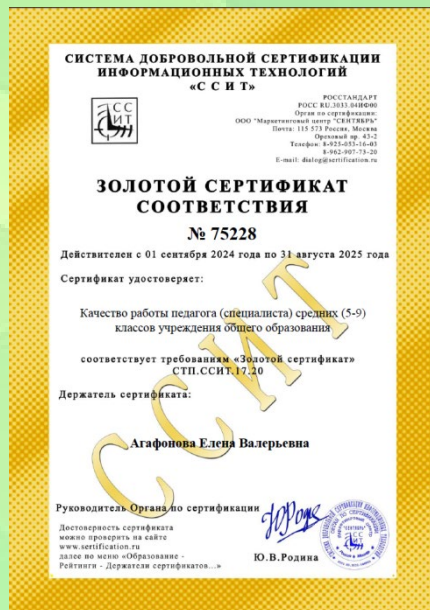 СИСТЕМА ДОБРОВОЛЬНОЙ СЕРТИФИКАЦИИ
ИНФОРМАЦИОННЫХ ТЕХНОЛОГИЙ
«С С И Т»
РОССТАНДАРТ
РОСС RU.3033.04ИФ00
Орган по сертификации:
ООО "Маркетинговый центр "СЕНТЯБРЬ"
Почта: 115 573 Россия, Москва
Ореховый пр. 43-2
Телефон: 8-925-053-16-03
8-962-907-73-20
E-mail: dialog@sertification.ru
АСС
ИТ
ЗОЛОТОЙ СЕРТИФИКАТ
СООТВЕТСТВИЯ
№ 75228
Действителен с 01 сентября 2024 года по 31 августа 2025 года
Сертификат удостоверяет:
Качество работы педагога (специалиста) средних (5-9)
классов учреждения общего образования
соответствует требованиям «Золотой сертификат»
СТП.ССИТ.17.20
Держатель сертификата:
ССИТ
Агафонова Елена Валерьевна
Руководитель Органа по сертификации
Достоверность сертификата
можно проверить на сайте
www.sertification.ru
далее по меню «Образование -
Рейтинги - Держатели сертификатов...»
Ю.В.Родина